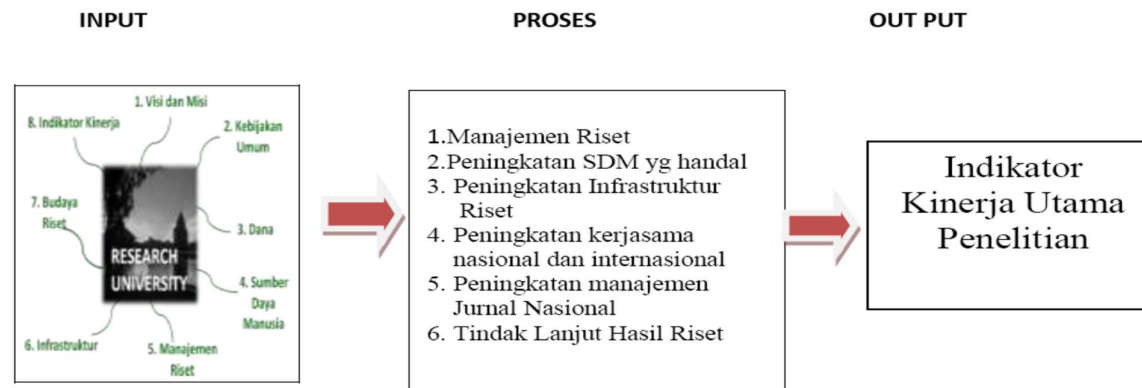 INPUT
PROSES
OUT PUT
1. Visi dan Misi
8. Indikator Kinerja
2. Kebijakan
Umum
7. Budaya
Riset
3. Dana
RESEARCH
UNIVERSITY
4. Sumber
Daya
Manusia
6. Infrastruktur
5. Manajemen
Riset
1.Manajemen Riset
2.Peningkatan SDM yg handal
3. Peningkatan Infrastruktur
Riset
4. Peningkatan kerjasama
nasional dan internasional
5. Peningkatan manajemen
Jurnal Nasional
6. Tindak Lanjut Hasil Riset
Indikator
Kinerja Utama
Penelitian